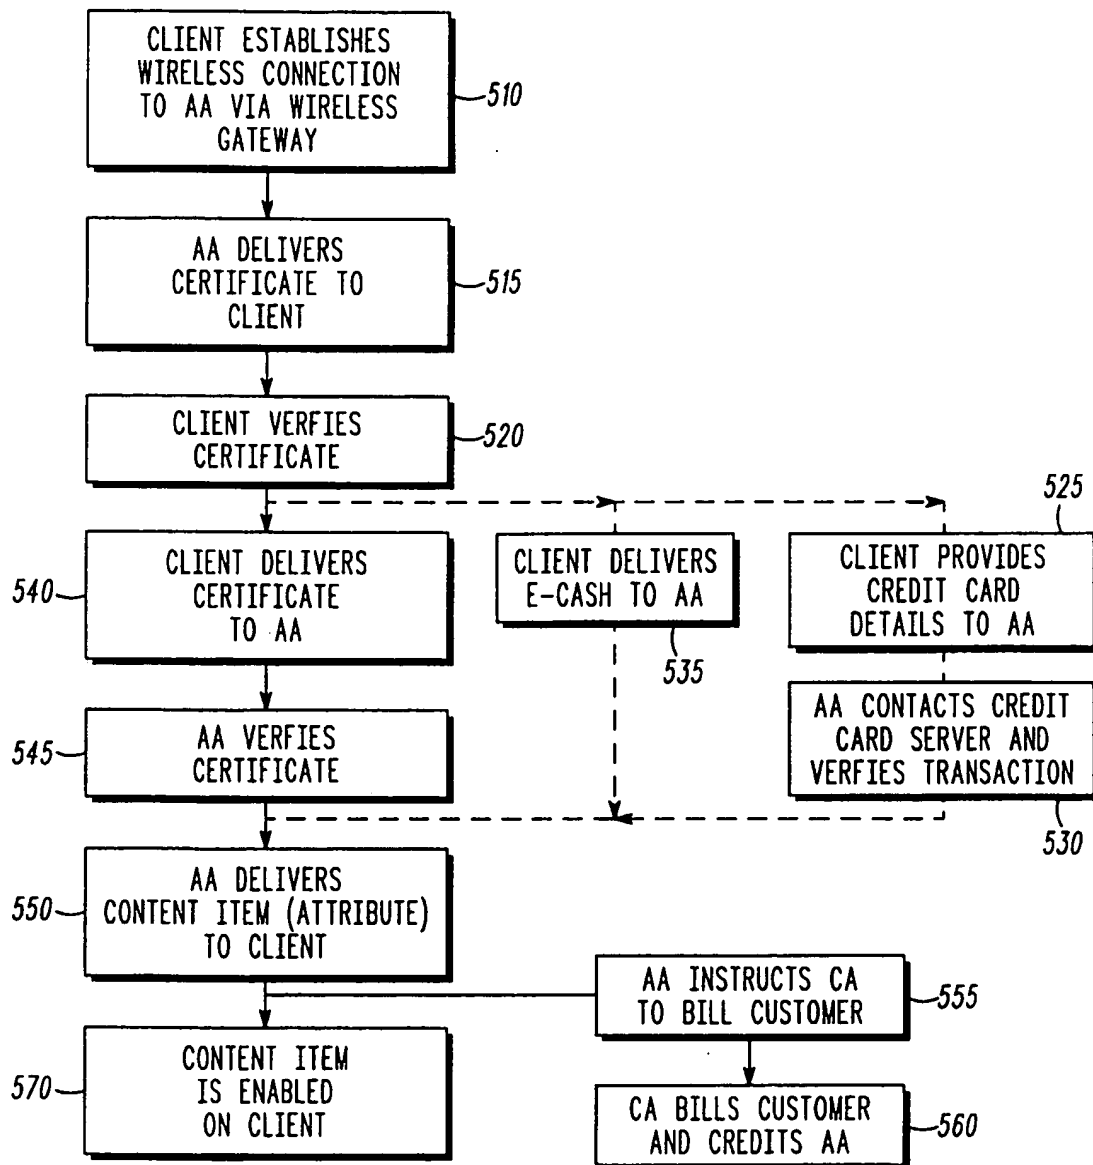 CLIENT ESTABLISHES
WIRELESS CONNECTION
TO AA VIA WIRELESS
GATEWAY
510
AA DELIVERS
CERTIFICATE TO
CLIENT
515
CLIENT VERFIES
CERTIFICATE
520
525
540
CLIENT DELIVERS
CERTIFICATE
TO AA
CLIENT DELIVERS
E-CASH TO AA
535
CLIENT PROVIDES
CREDIT CARD
DETAILS TO AA
545
AA VERFIES
CERTIFICATE
AA CONTACTS CREDIT
CARD SERVER AND
VERFIES TRANSACTION
530
550
AA DELIVERS
CONTENT ITEM (ATTRIBUTE)
TO CLIENT
AA INSTRUCTS CA
TO BILL CUSTOMER
555
570
CONTENT ITEM
IS ENABLED
ON CLIENT
CA BILLS CUSTOMER
AND CREDITS AA
560